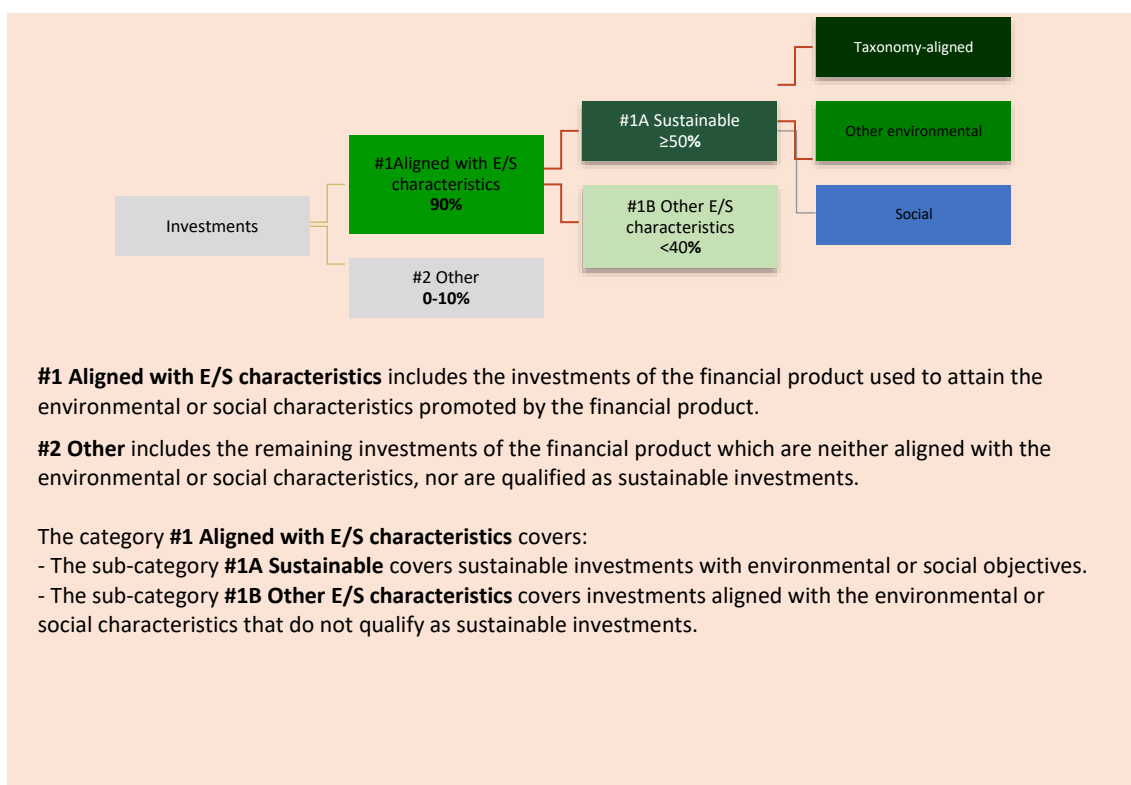 Taxonomy-aligned
#1A Sustainable
≥50%
Other environmental
#1Aligned with E/S
characteristics
90%
#1B Other E/S
characteristics
<40%
Social
Investments
#2 Other
0-10%
#1 Aligned with E/S characteristics includes the investments of the financial product used to attain the
environmental or social characteristics promoted by the financial product.
#2 Other includes the remaining investments of the financial product which are neither aligned with the
environmental or social characteristics, nor are qualified as sustainable investments.
The category #1 Aligned with E/S characteristics covers:
- The sub-category #1A Sustainable covers sustainable investments with environmental or social objectives.
- The sub-category #1B Other E/S characteristics covers investments aligned with the environmental or
social characteristics that do not qualify as sustainable investments.